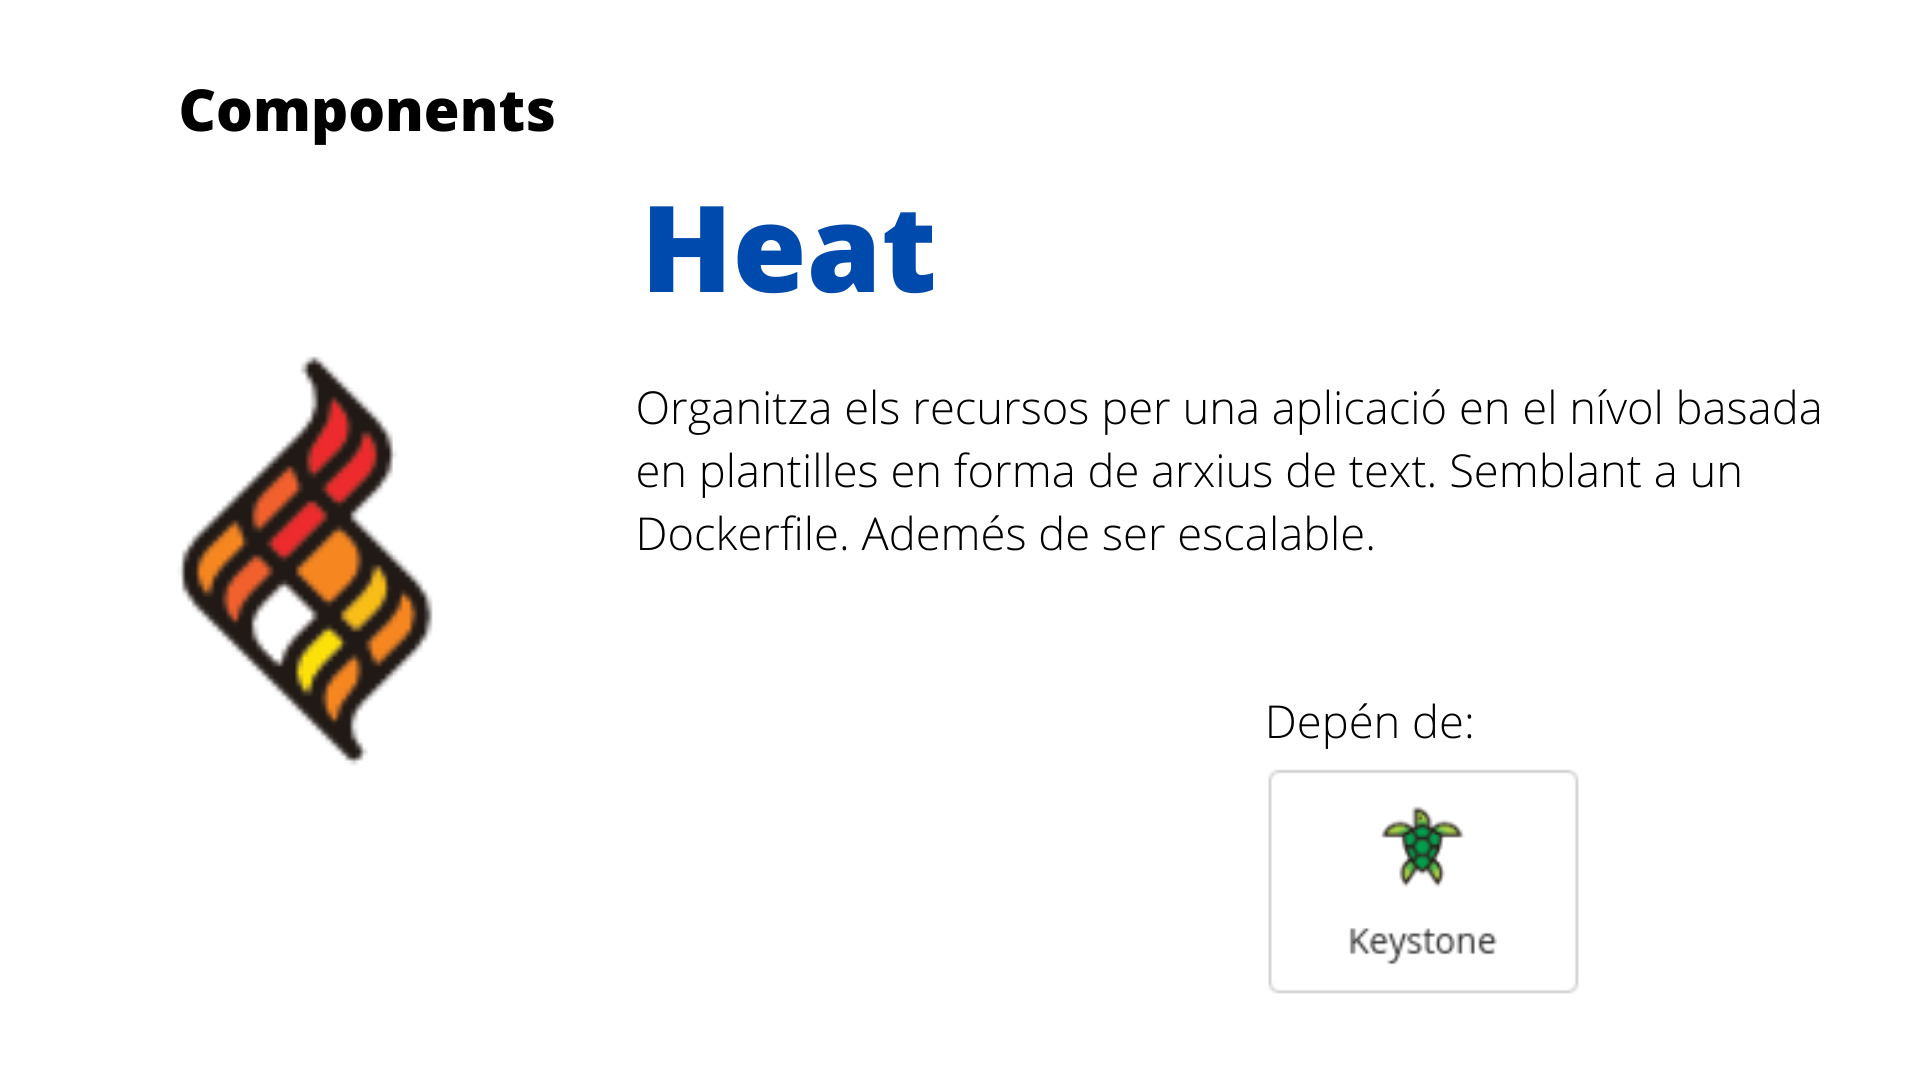 Components
Heat
Organitza els recursos per una aplicació en el nívol basada
en plantilles en forma de arxius de text. Semblant a un
Dockerfile. Ademés de ser escalable.
Depén de:
Keystone